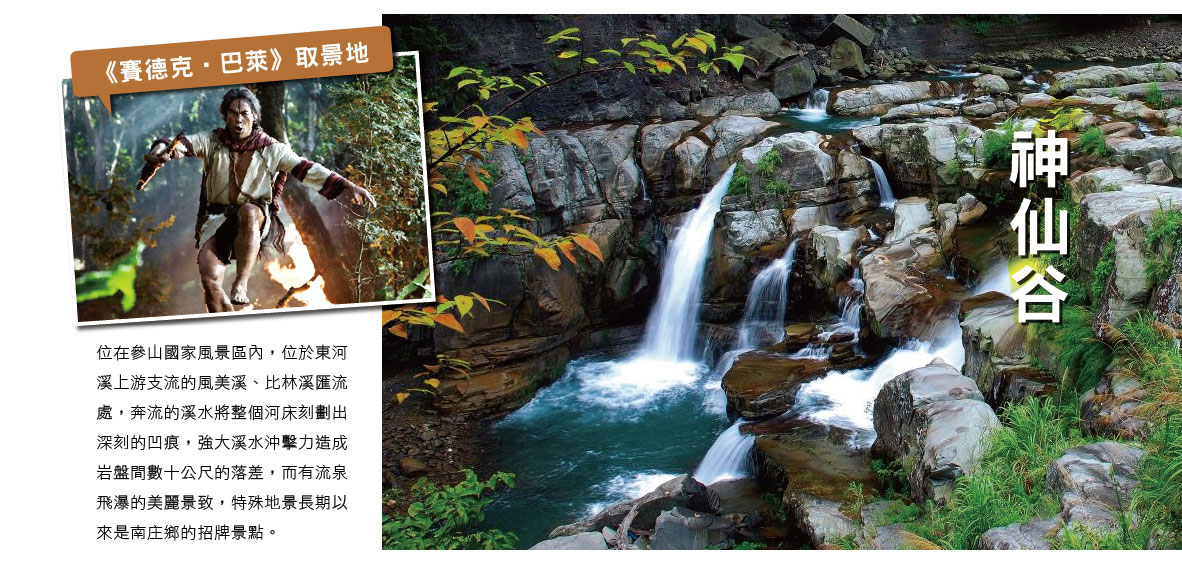 《賽德克·巴萊》取景地
神仙谷
位在參山國家風景區內，位於東河
溪上游支流的風美溪、比林溪匯流
處，奔流的溪水將整個河床刻劃出
深刻的凹痕，強大溪水沖擊力造成
岩盤間數十公尺的落差，而有流泉
飛瀑的美麗景致，特殊地景長期以
來是南庄鄉的招牌景點。